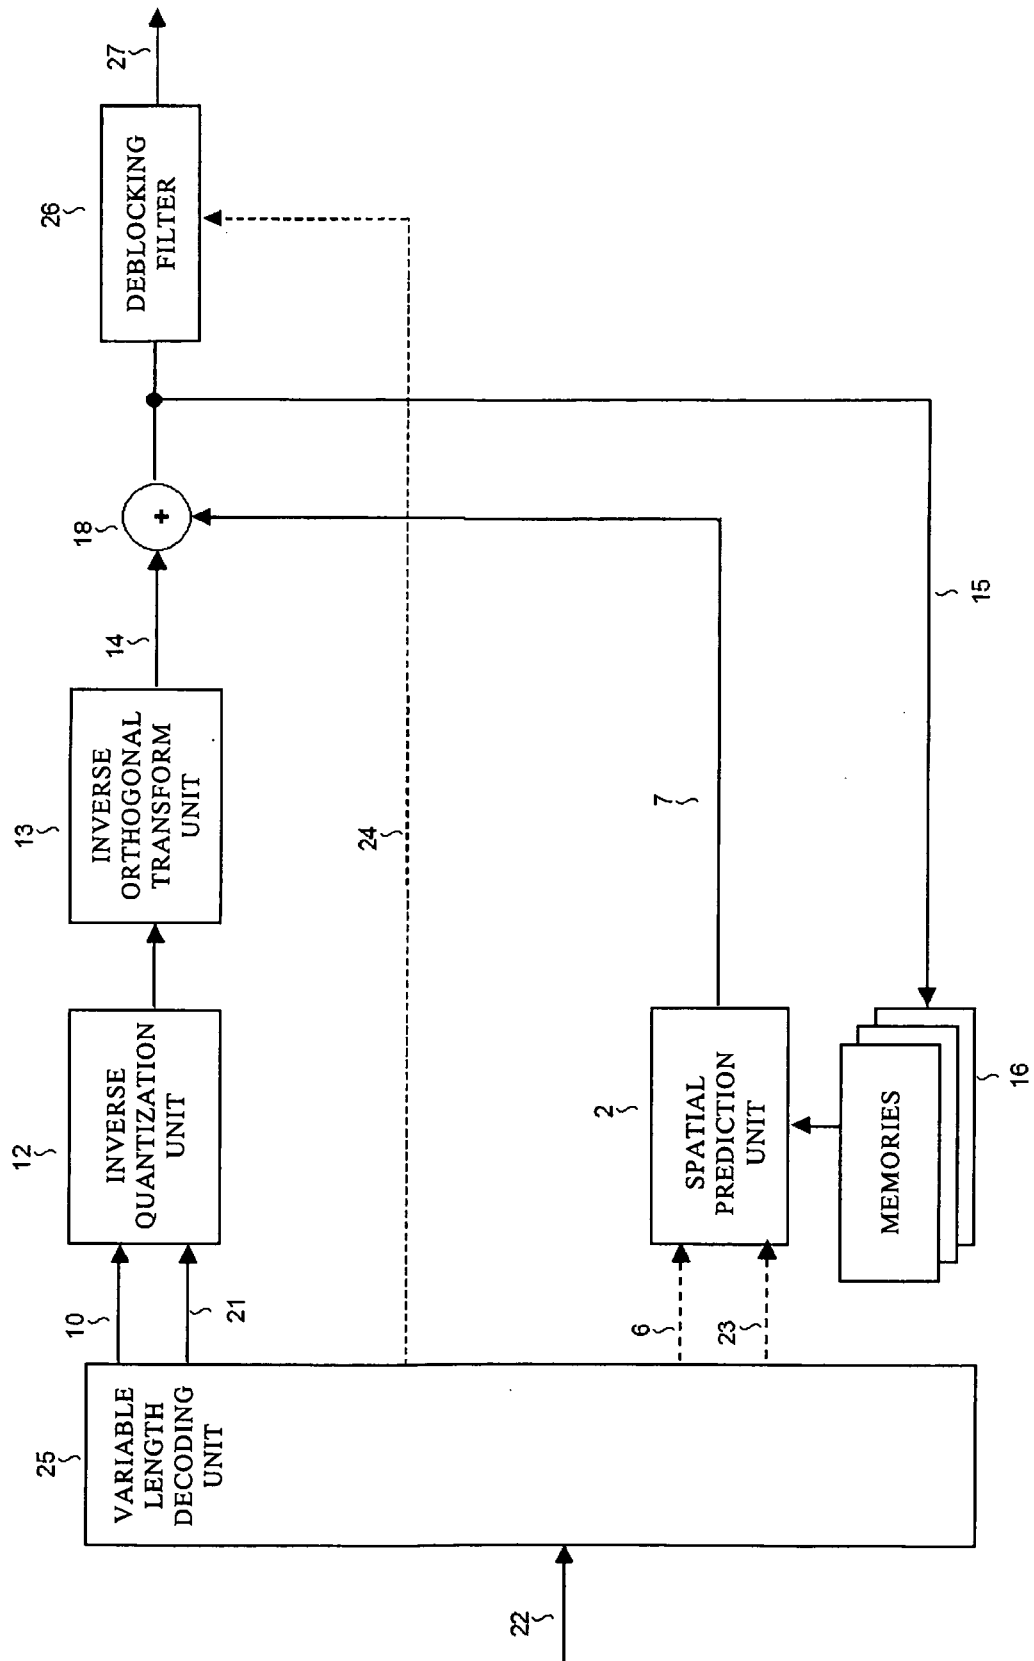 22
25
VARIABLE
LENGTH
DECODING
UNIT
10
21
12
INVERSE
QUANTIZATION
UNIT
13
INVERSE
ORTHOGONAL
TRANSFORM
UNIT
14
18
+
26
DEBLOCKING
FILTER
27
24
6
23
2
SPATIAL
PREDICTION
UNIT
7
MEMORIES
16
15